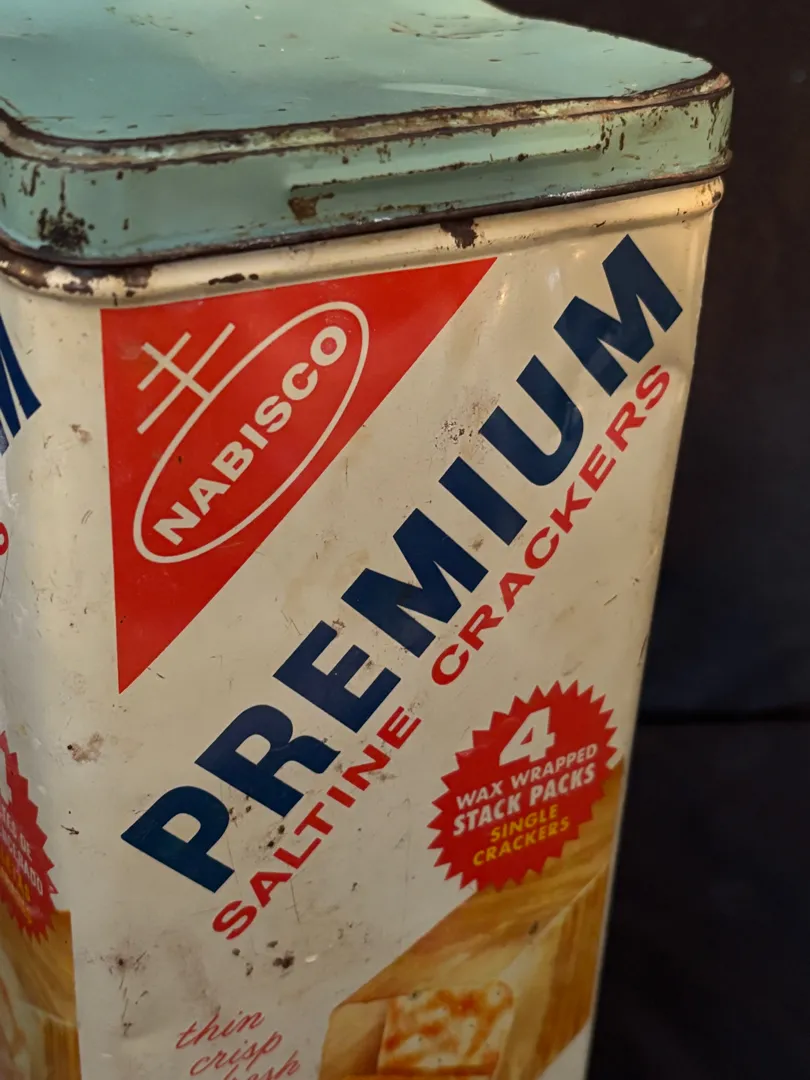 NABISCO
PREMIUM
SALTINE CRACKERS
4
WAX WRAPPED
STACK PACKS
SINGLE
CRACKERS
thin
crisp
M